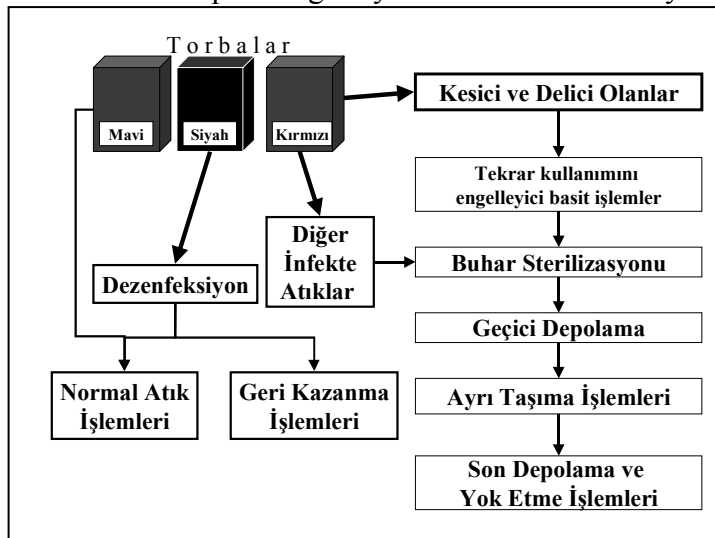 Torbalar
Mavi
Siyah
Kırmızı
Kesici ve Delici Olanlar
Tekrar kullanımını
engelleyici basit işlemler
Diğer
İnfekte
Atıklar
Buhar Sterilizasyonu
Dezenfeksiyon
Geçici Depolama
Normal Atık
İşlemleri
Geri Kazanma
İşlemleri
Ayrı Taşıma İşlemleri
Son Depolama ve
Yok Etme İşlemleri